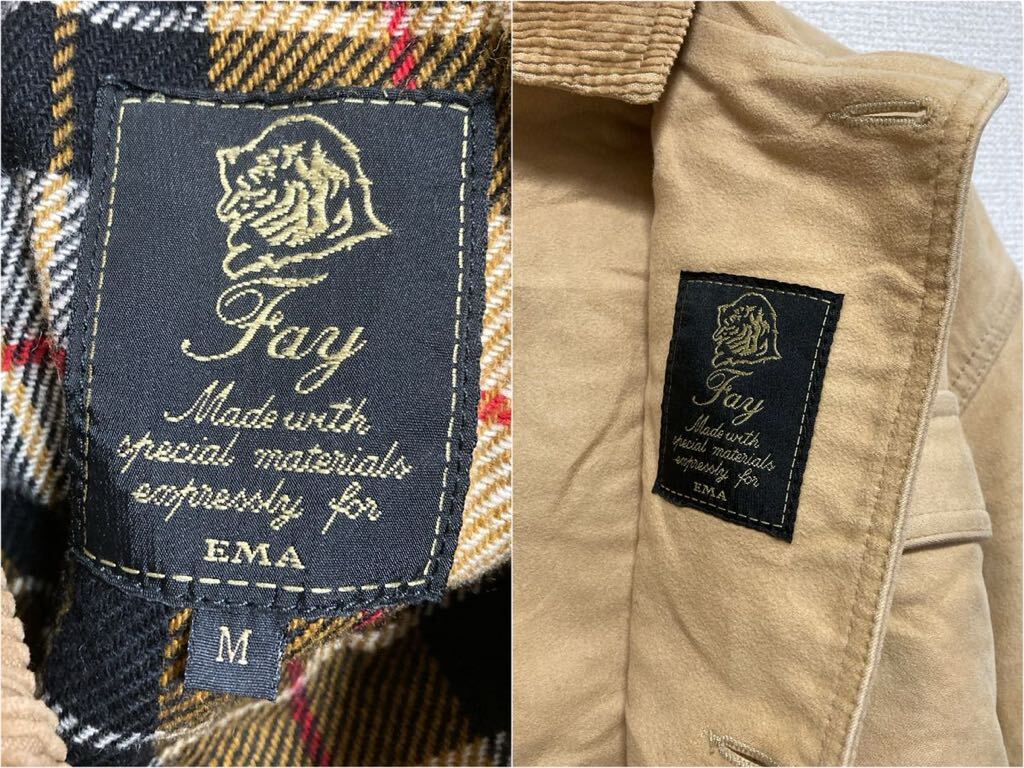 Fay
Made with
special materials
expressly for
EMA
M
Fay
Made with
special materials
expressly for
EMA